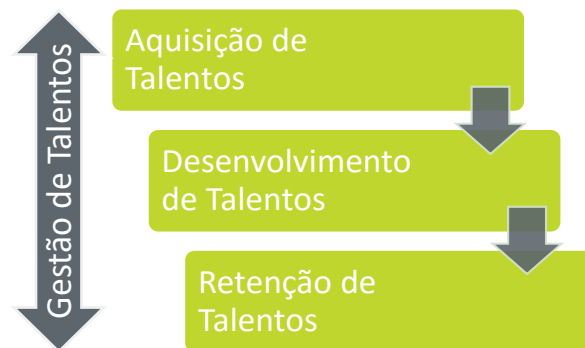 Gestão de Talentos
Aquisição de
Talentos
Desenvolvimento
de Talentos
Retenção de
Talentos